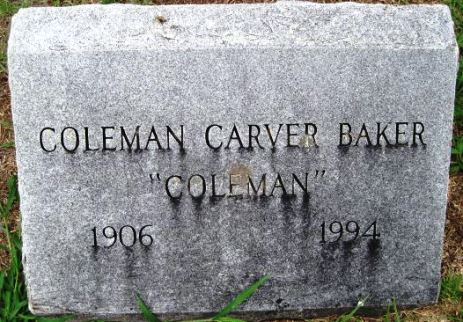 COLEMAN CARVER BAKER
"COLEMAN"
1906 1994